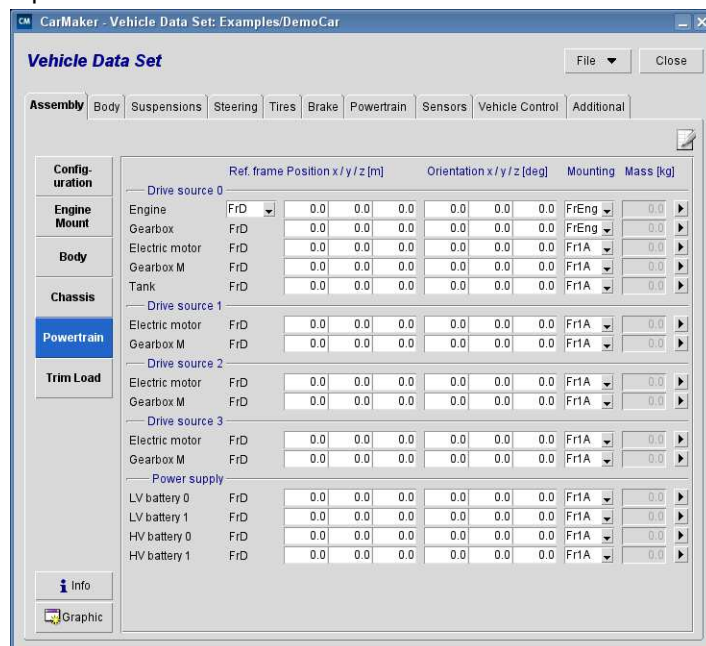 CM CarMaker - Vehicle Data Set: Examples/DemoCar
Vehicle Data Set
File
Close
Assembly Body Suspensions Steering Tires Brake Powertrain Sensors Vehicle Control Additional
Config-
uration
Engine
Mount
Body
Chassis
Powertrain
Trim Load
i Info
Graphic
Ref. frame Position x / y / z [m] Orientation x / y / z [deg] Mounting Mass [kg]
Drive source 0
Engine FrD 0.0 0.0 0.0 0.0 0.0 0.0 FrEng 0.0
Gearbox FrD 0.0 0.0 0.0 0.0 0.0 0.0 FrEng 0.0
Electric motor FrD 0.0 0.0 0.0 0.0 0.0 0.0 Fr1A 0.0
Gearbox M FrD 0.0 0.0 0.0 0.0 0.0 0.0 Fr1A 0.0
Tank FrD 0.0 0.0 0.0 0.0 0.0 0.0 Fr1A 0.0
Drive source 1
Electric motor FrD 0.0 0.0 0.0 0.0 0.0 0.0 Fr1A 0.0
Gearbox M FrD 0.0 0.0 0.0 0.0 0.0 0.0 Fr1A 0.0
Drive source 2
Electric motor FrD 0.0 0.0 0.0 0.0 0.0 0.0 Fr1A 0.0
Gearbox M FrD 0.0 0.0 0.0 0.0 0.0 0.0 Fr1A 0.0
Drive source 3
Electric motor FrD 0.0 0.0 0.0 0.0 0.0 0.0 Fr1A 0.0
Gearbox M FrD 0.0 0.0 0.0 0.0 0.0 0.0 Fr1A 0.0
Power supply
LV battery 0 FrD 0.0 0.0 0.0 0.0 0.0 0.0 Fr1A 0.0
LV battery 1 FrD 0.0 0.0 0.0 0.0 0.0 0.0 Fr1A 0.0
HV battery 0 FrD 0.0 0.0 0.0 0.0 0.0 0.0 Fr1A 0.0
HV battery 1 FrD 0.0 0.0 0.0 0.0 0.0 0.0 Fr1A 0.0